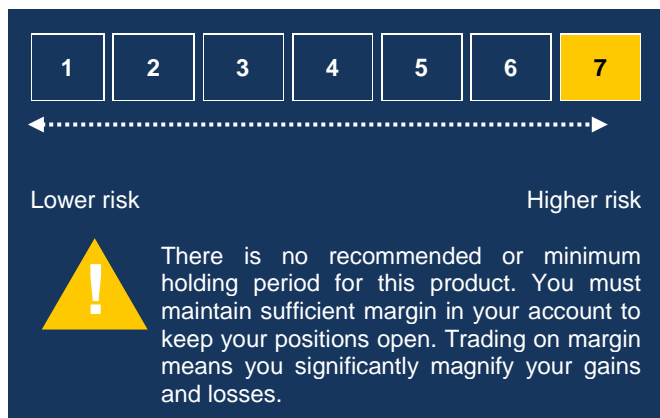 1 2 3 4 5 6 7
Lower risk Higher risk
!
There is no recommended or minimum
holding period for this product. You must
maintain sufficient margin in your account to
keep your positions open. Trading on margin
means you significantly magnify your gains
and losses.